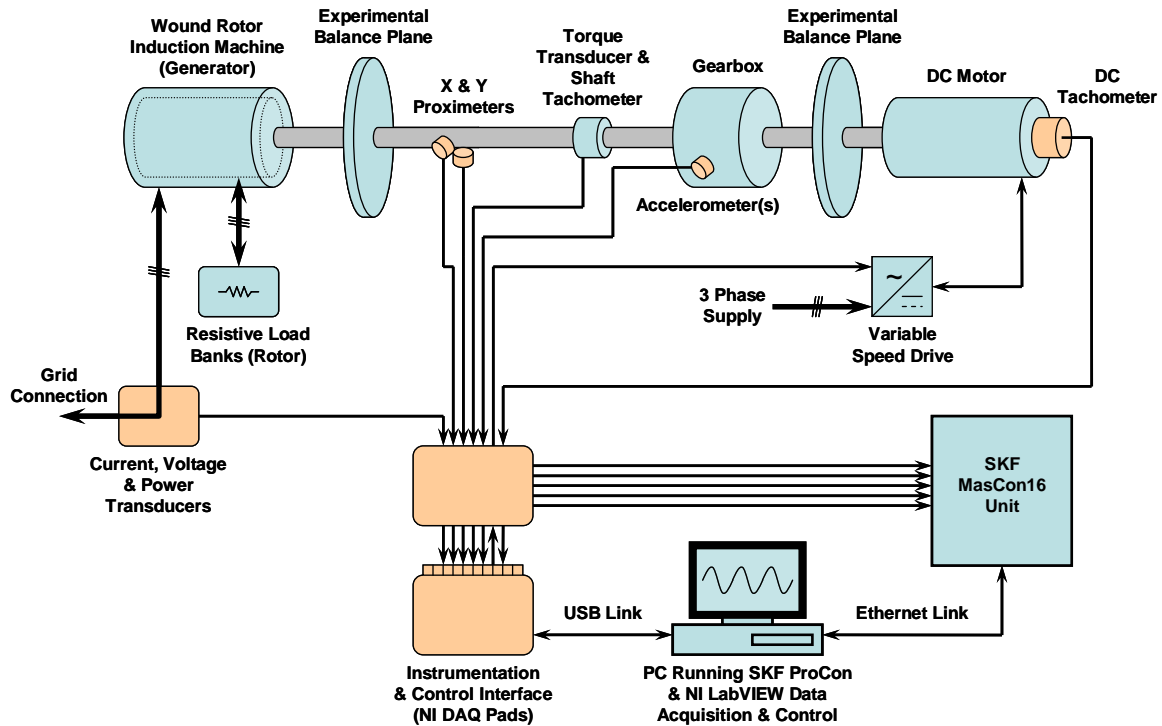 Wound Rotor
Induction Machine
(Generator)
Experimental
Balance Plane
X & Y
Proximeters
Torque
Transducer &
Shaft
Tachometer
Gearbox
Experimental
Balance Plane
DC Motor
DC
Tachometer
Accelerometer(s)
Resistive Load
Banks (Rotor)
3 Phase
Supply
~
Variable
Speed Drive
Grid
Connection
Current, Voltage
& Power
Transducers
SKF
MasCon16
Unit
USB Link
Ethernet Link
Instrumentation
& Control Interface
(NI DAQ Pads)
PC Running SKF ProCon
& NI LabVIEW Data
Acquisition & Control